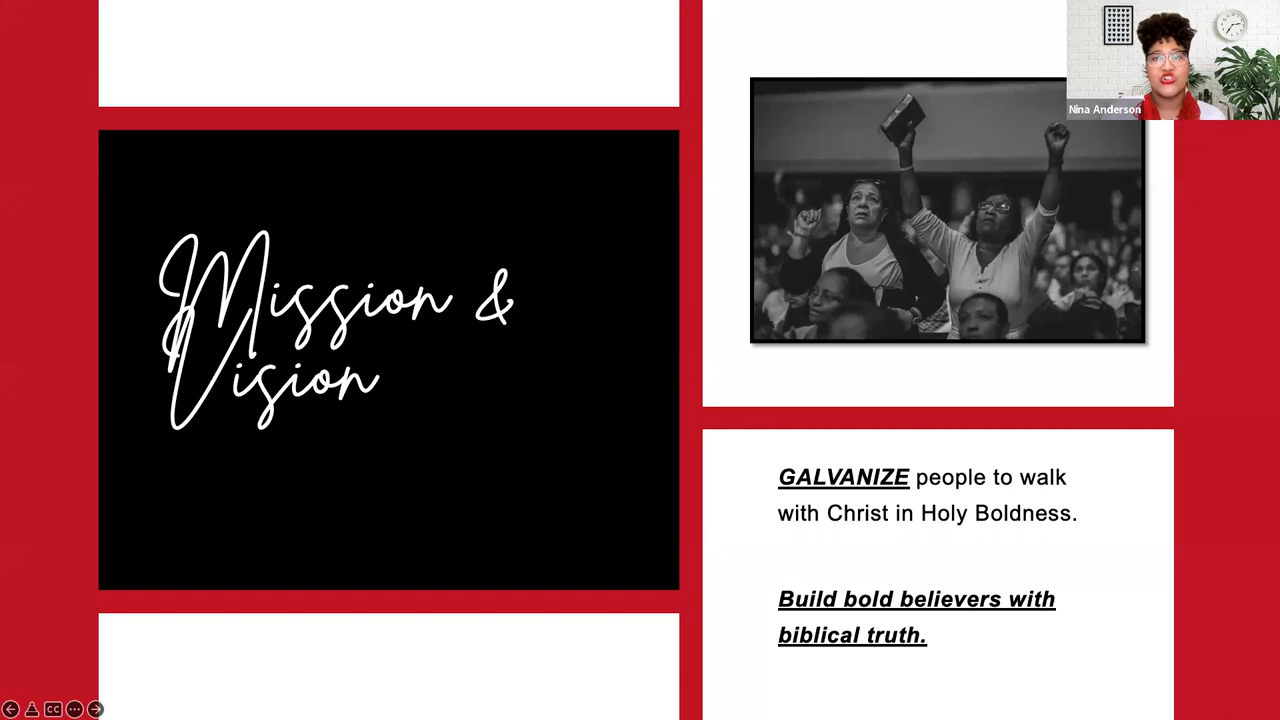 Mission &
Vision
Nina Anderson
GALVANIZE people to walk
with Christ in Holy Boldness.
Build bold believers with
biblical truth.
CC